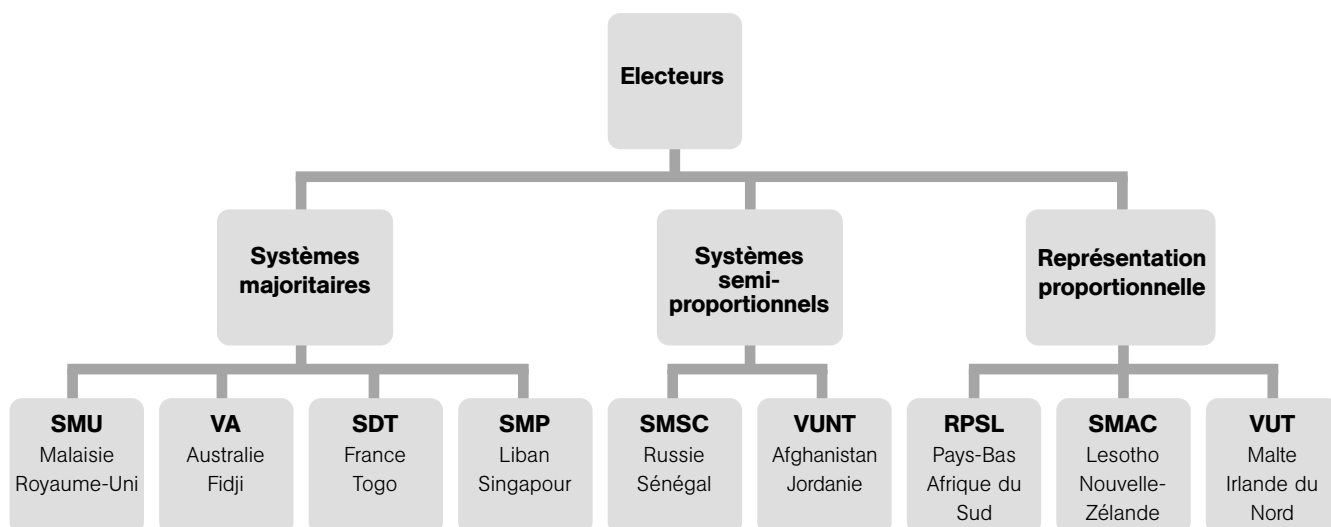 Electeurs
Systèmes
majoritaires
Systèmes
semi-
proportionnels
Représentation
proportionnelle
SMU
Malaisie
Royaume-Uni
VA
Australie
Fidji
SDT
France
Togo
SMP
Liban
Singapour
SMSC
Russie
Sénégal
VUNT
Afghanistan
Jordanie
RPSL
Pays-Bas
Afrique du
Sud
SMAC
Lesotho
Nouvelle-
Zélande
VUT
Malte
Irlande du
Nord